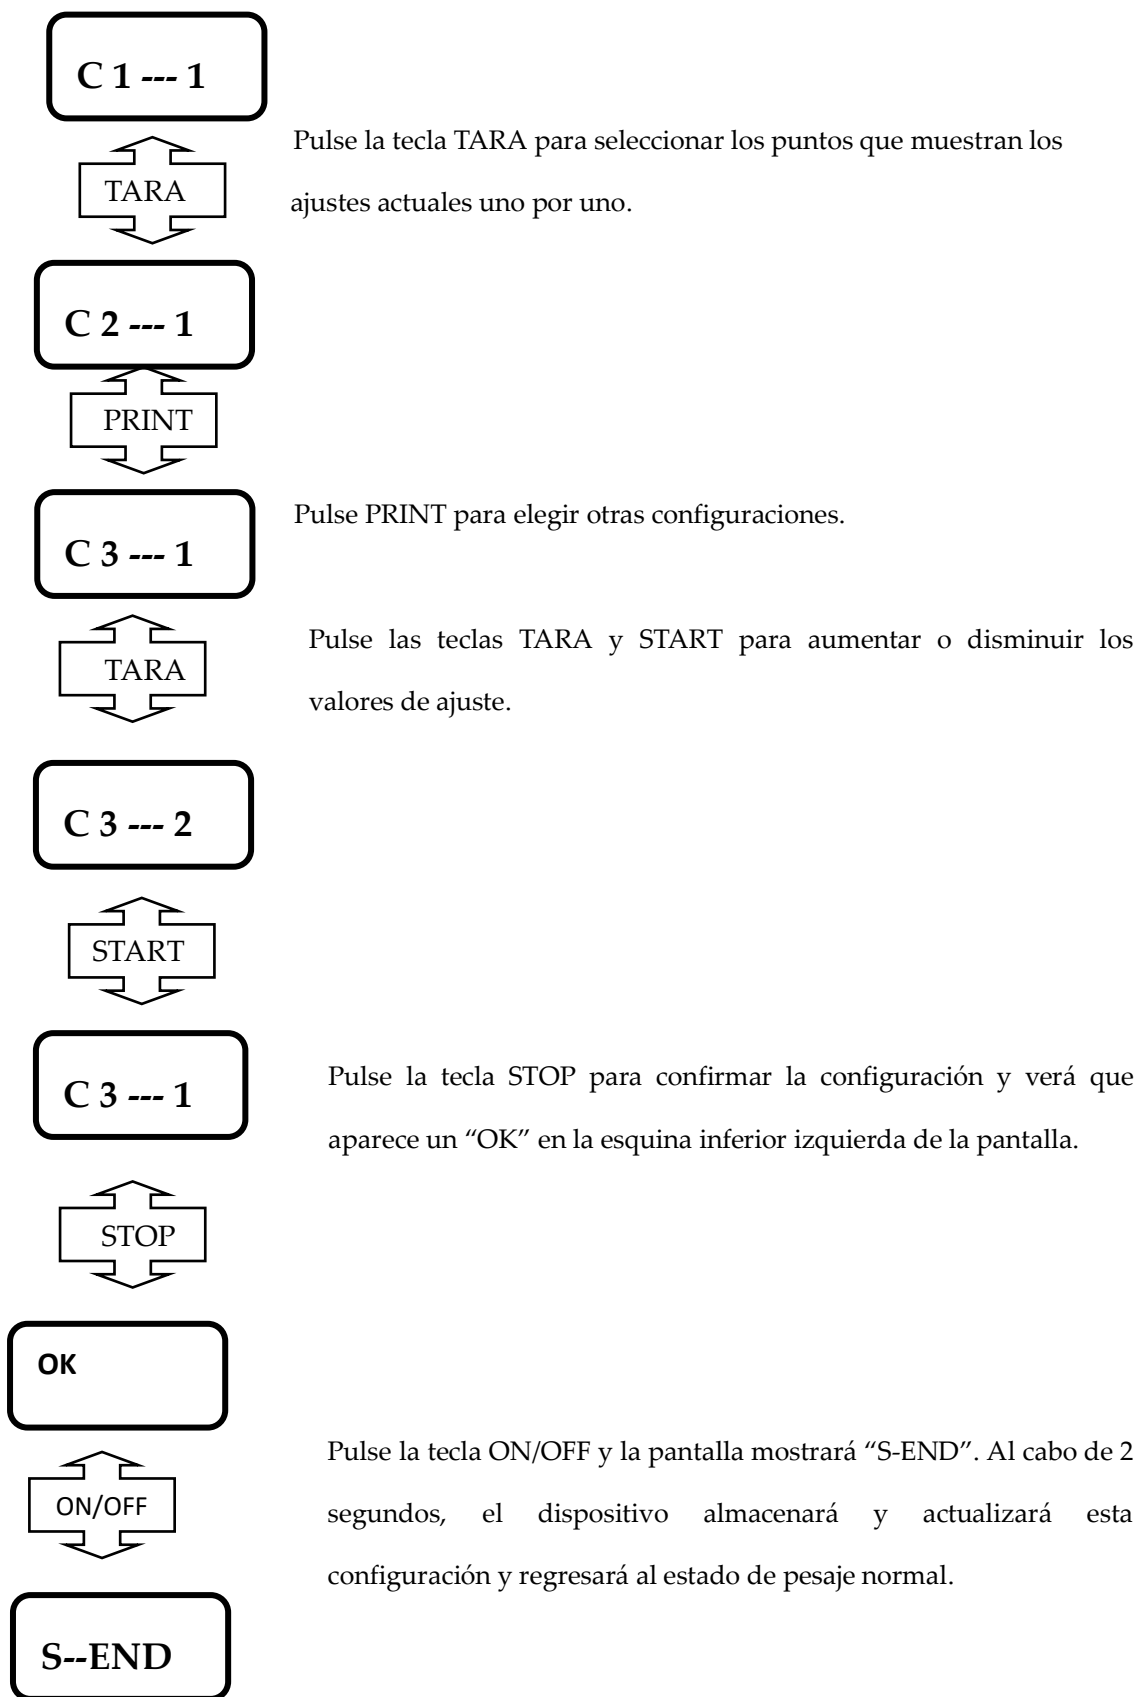 C 1 --- 1
Pulse la tecla TARA para seleccionar los puntos que muestran los
TARA
ajustes actuales uno por uno.
C 2 --- 1
PRINT
Pulse PRINT para elegir otras configuraciones.
C 3 --- 1
Pulse las teclas TARA y START para aumentar o disminuir los
TARA
valores de ajuste.
C 3 --- 2
START
C 3 --- 1
Pulse la tecla STOP para confirmar la configuración y verá que
aparece un “OK” en la esquina inferior izquierda de la pantalla.
STOP
OK
Pulse la tecla ON/OFF y la pantalla mostrará “S-END”. Al cabo de 2
ON/OFF
segundos, el dispositivo almacenará y actualizará esta
configuración y regresará al estado de pesaje normal.
S--END